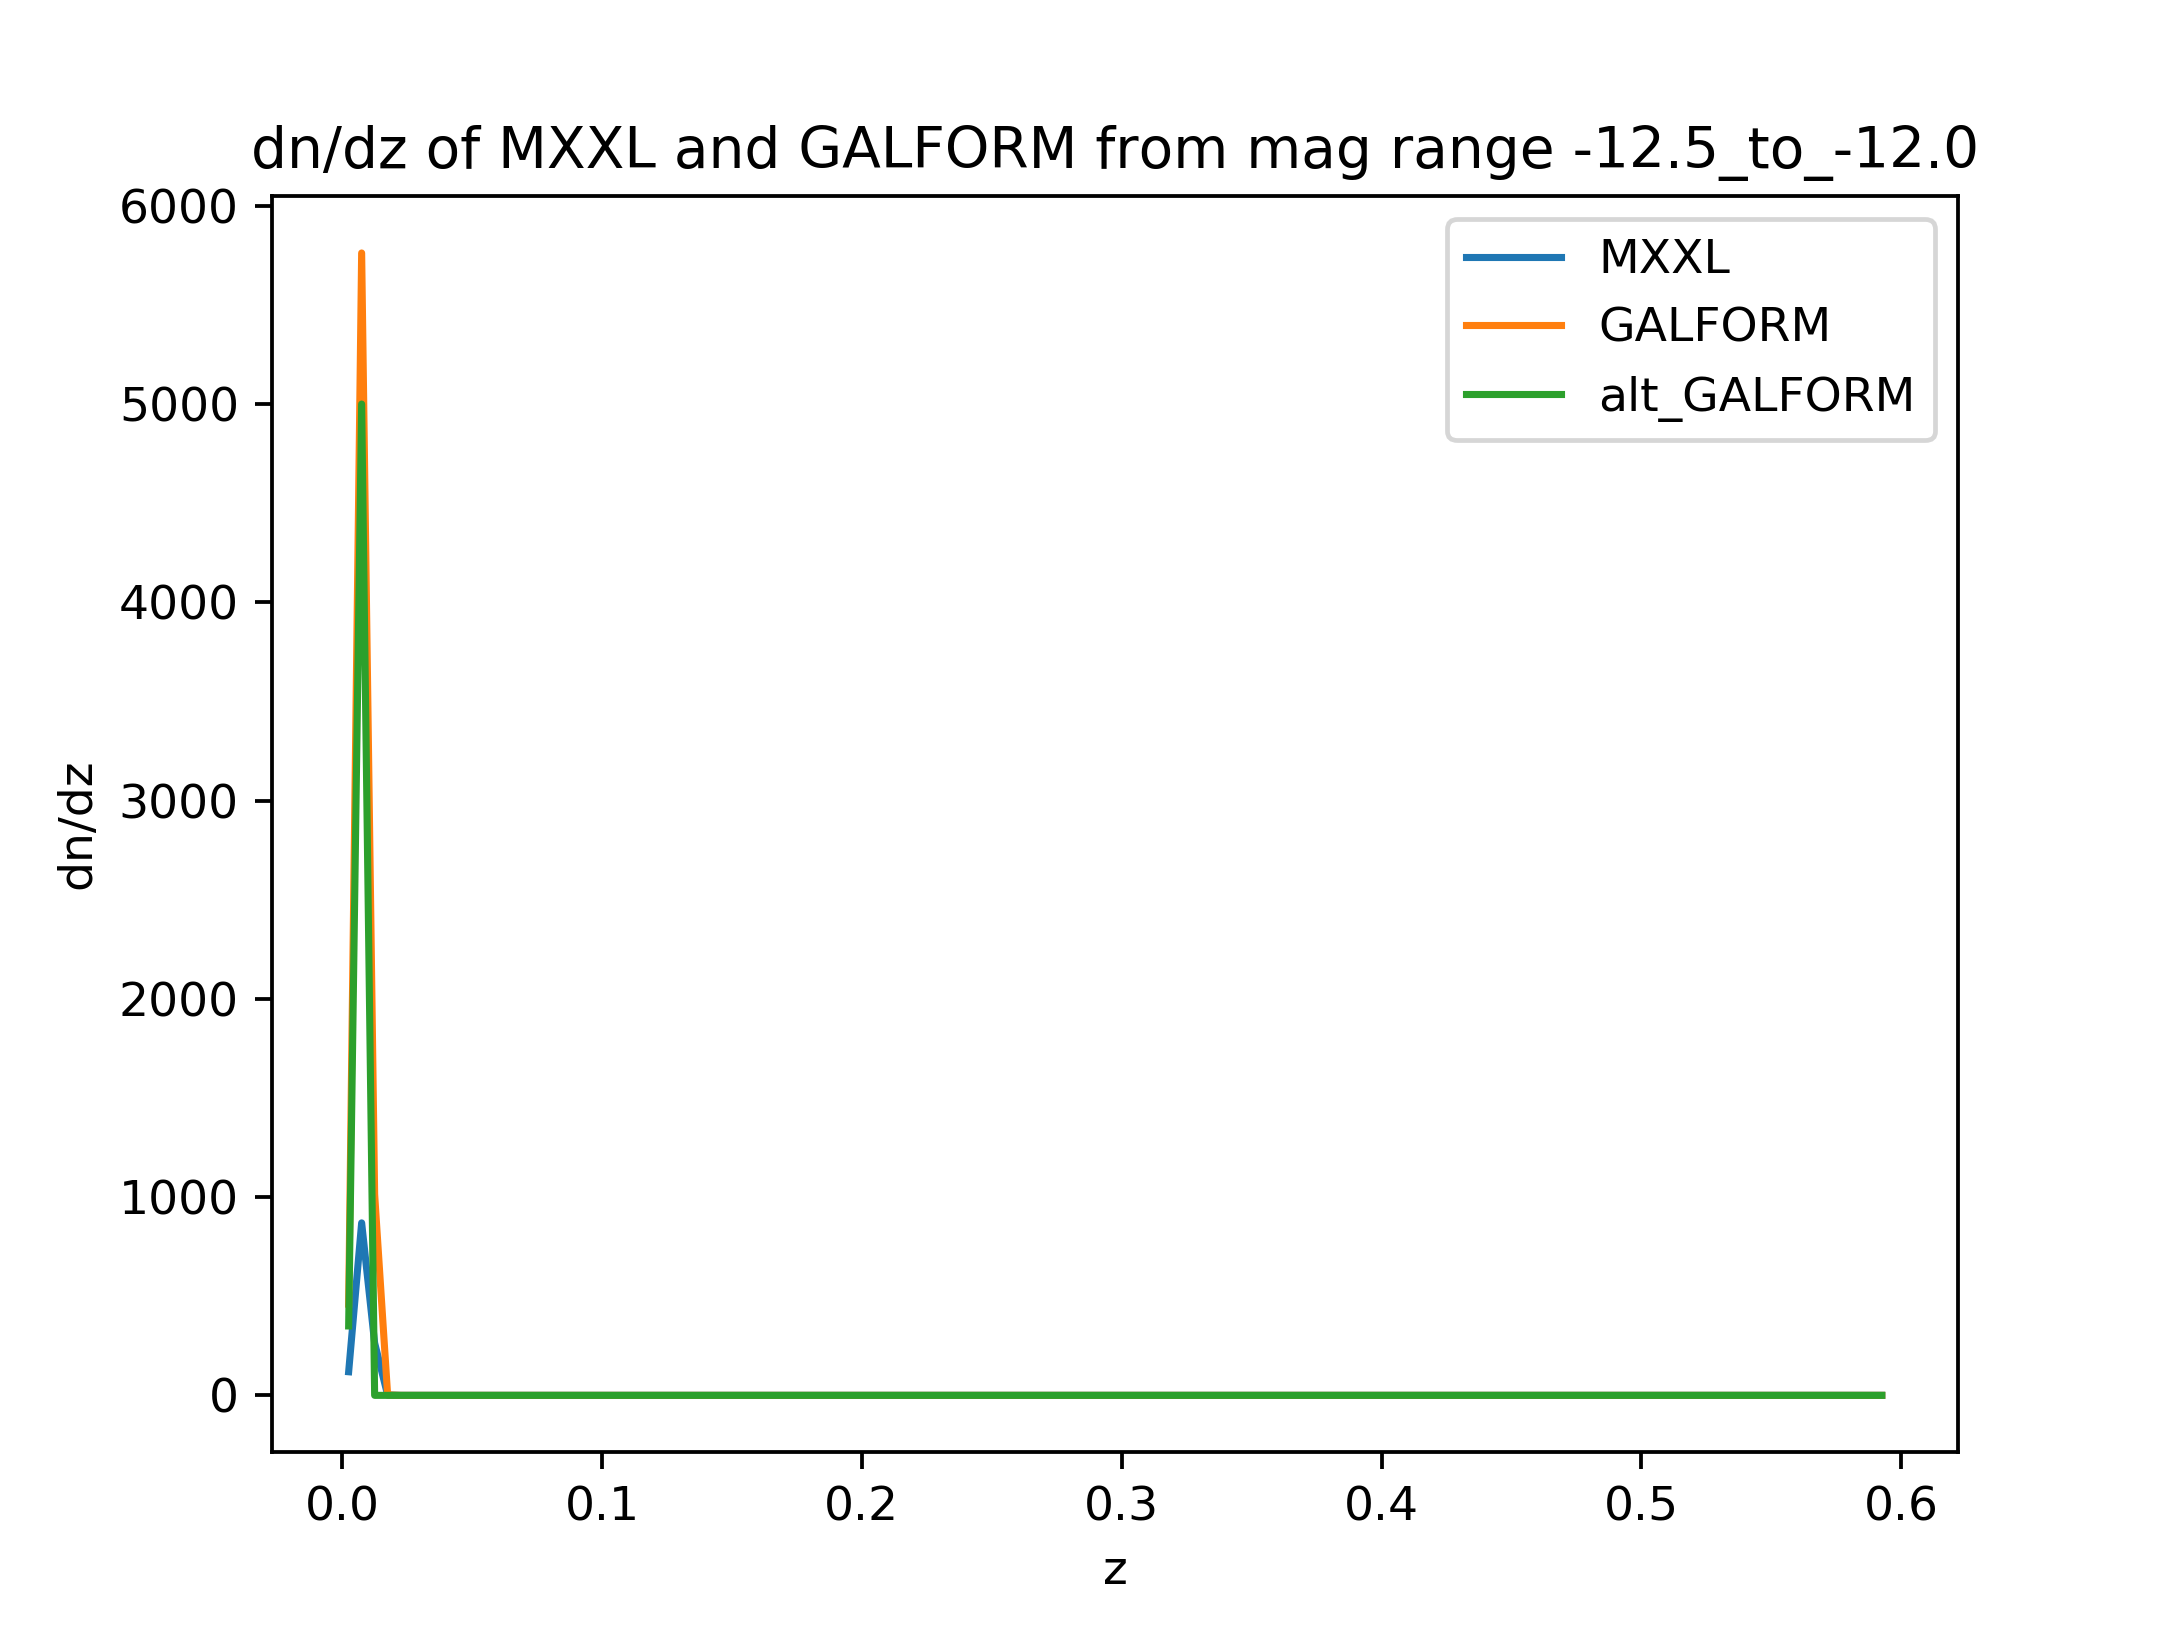 dn/dz of MXXL and GALFORM from mag range -12.5_to_-12.0
6000
5000
4000
3000
2000
1000
0
dn/dz
MXXL
GALFORM
alt_GALFORM
0.0 0.1 0.2 0.3 0.4 0.5 0.6
z